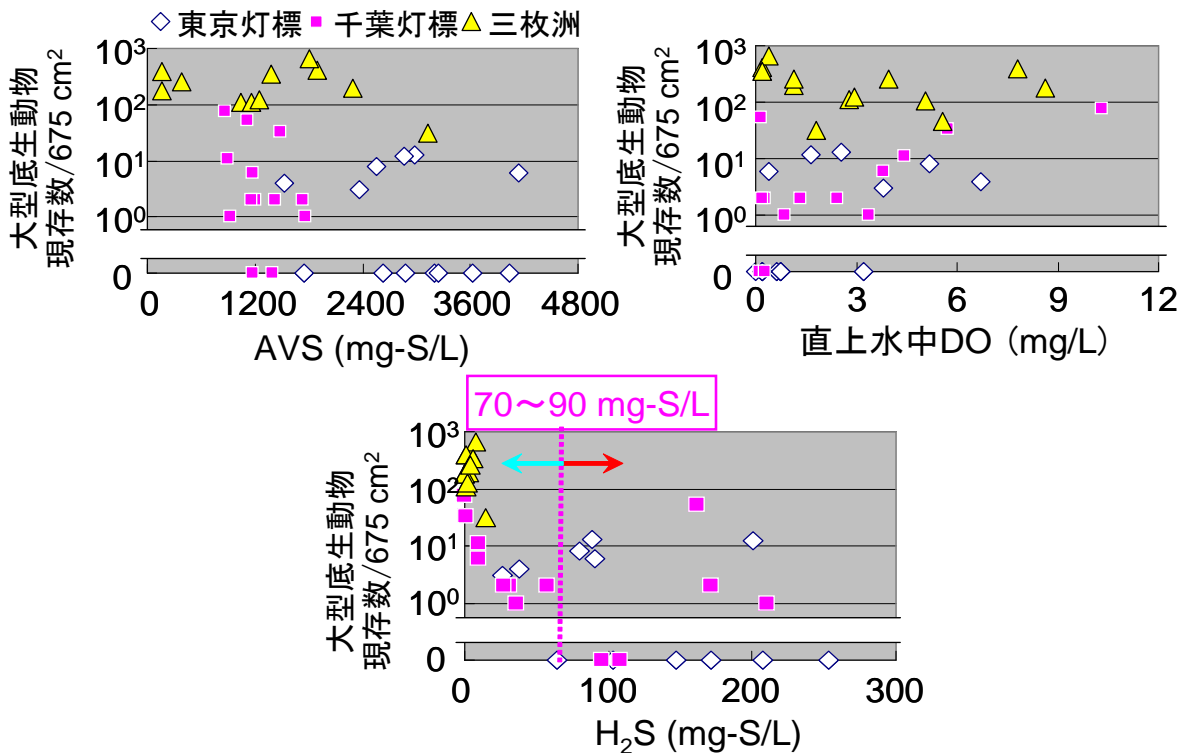 東京灯標 千葉灯標 三枚洲
大型底生動物
現存数/675 cm²
10³
10²
10¹
10⁰
0
0 1200 2400 3600 4800
AVS (mg-S/L)
大型底生動物
現存数/675 cm²
10³
10²
10¹
10⁰
0
0 3 6 9 12
直上水中DO (mg/L)
70～90 mg-S/L
大型底生動物
現存数/675 cm²
10³
10²
10¹
10⁰
0
0 100 200 300
H₂S (mg-S/L)